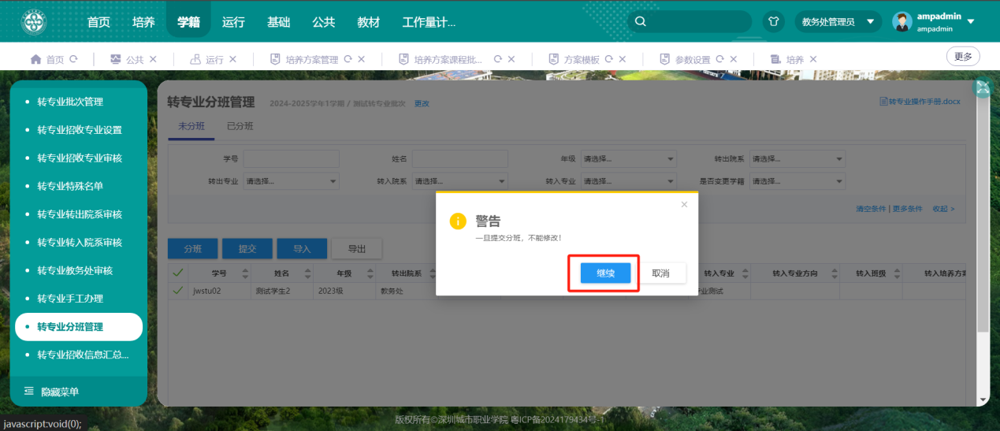 首页 培养 学籍 运行 基础 公共 教材 工作量计... 教务处管理员 ampadmin
ampadmin
首页 公共 运行 培养方案管理 培养方案课程批... 方案模板 参数设置 培养 更多
转专业批次管理
转专业招收专业设置
转专业招收专业审核
转专业特殊名单
转专业转出院系审核
转专业转入院系审核
转专业教务处审核
转专业手工办理
转专业分班管理
转专业招收信息汇总...
隐藏菜单
转专业分班管理 2024-2025学年1学期 / 测试转专业批次 更改 转专业操作手册.docx
未分班 已分班
学号 姓名 年级 请选择... 转出院系 请选择...
转出专业 请选择... 转入院系 请选择... 转入专业 请选择... 是否变更学籍 请选择...
清空条件 | 更多条件 收起 >
警告
一旦提交分班，不能修改！
继续 取消
分班 提交 导入 导出
学号 姓名 年级 转出院系 转入专业 转入专业方向 转入班级 转入培养方案
jwstu02 测试学生2 2023级 教务处 专业测试
版权所有©深圳城市职业学院 粤ICP备2024179434号-1
javascript:void(0);